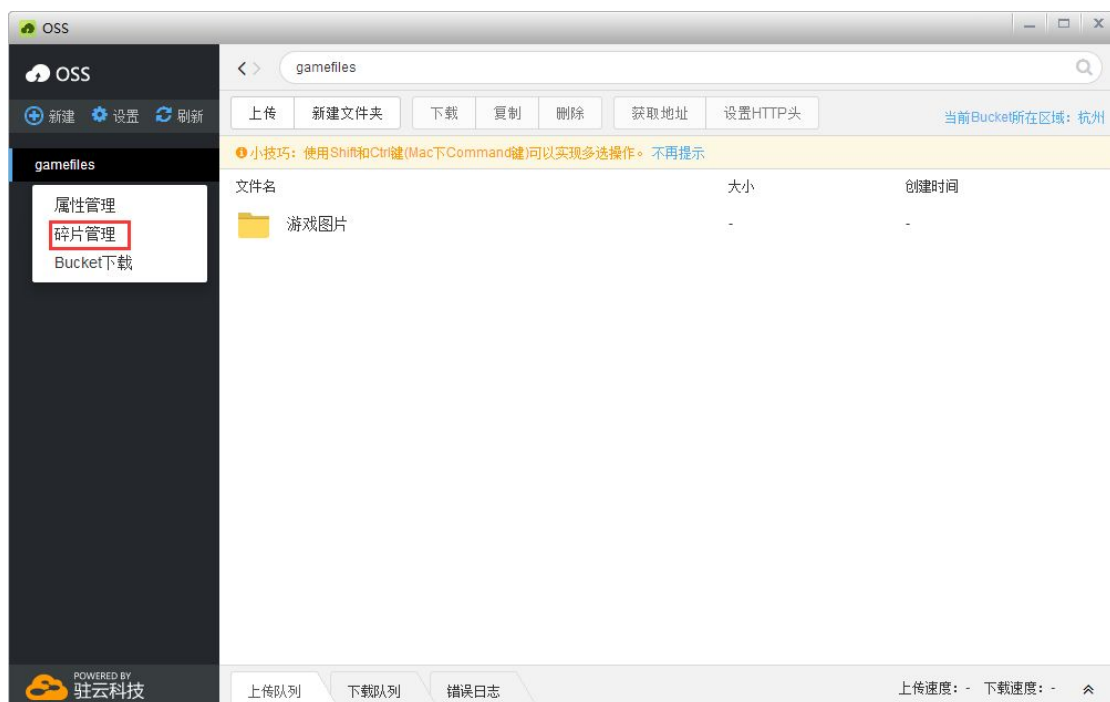 OSS
OSS
新建 设置 刷新
gamefiles
属性管理
碎片管理
Bucket下载
POWERED BY
驻云科技
gamefiles
上传 新建文件夹 下载 复制 删除 获取地址 设置HTTP头 当前Bucket所在区域：杭州
小技巧：使用Shift和Ctrl键(Mac下Command键)可以实现多选操作。 不再提示
文件名 大小 创建时间
游戏图片 - -
上传队列 下载队列 错误日志 上传速度：- 下载速度：-